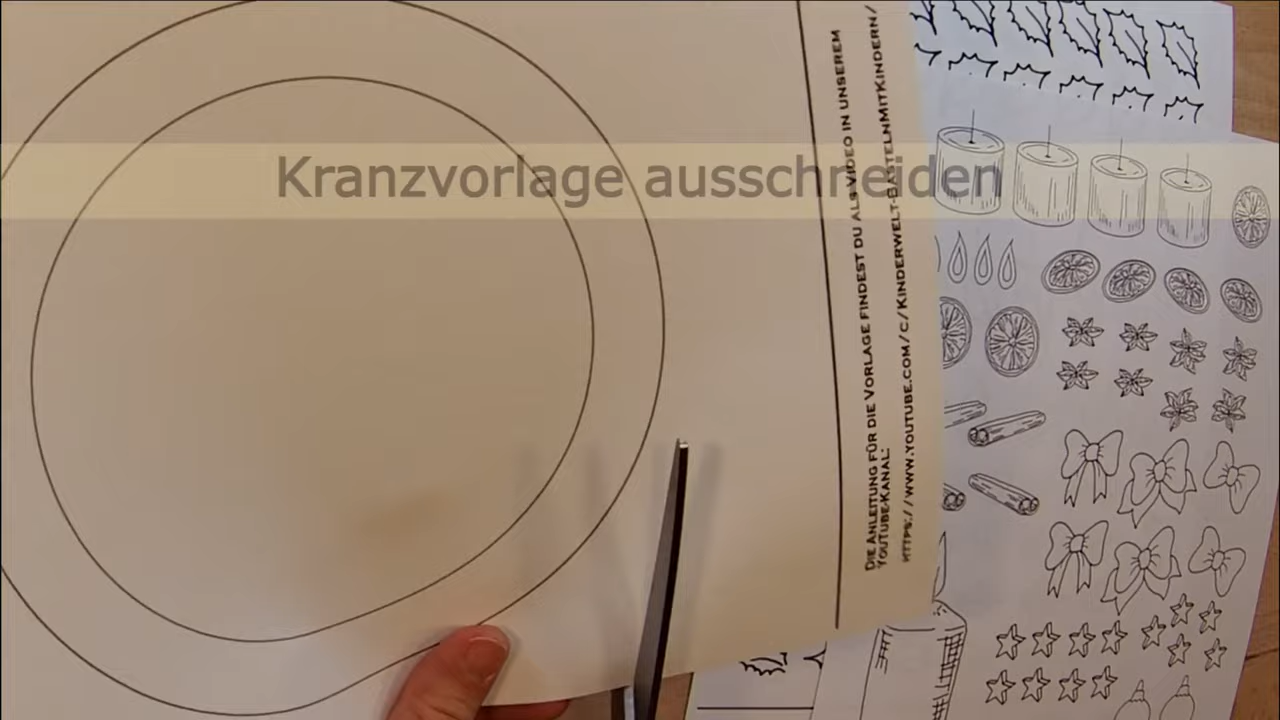 Kranzvorlage ausschneiden
Die Anleitung für die Vorlage findest du als Video in unserem
Youtube-Kanal:
https://www.youtube.com/c/Kinderwelt-BastelnMitKindern/